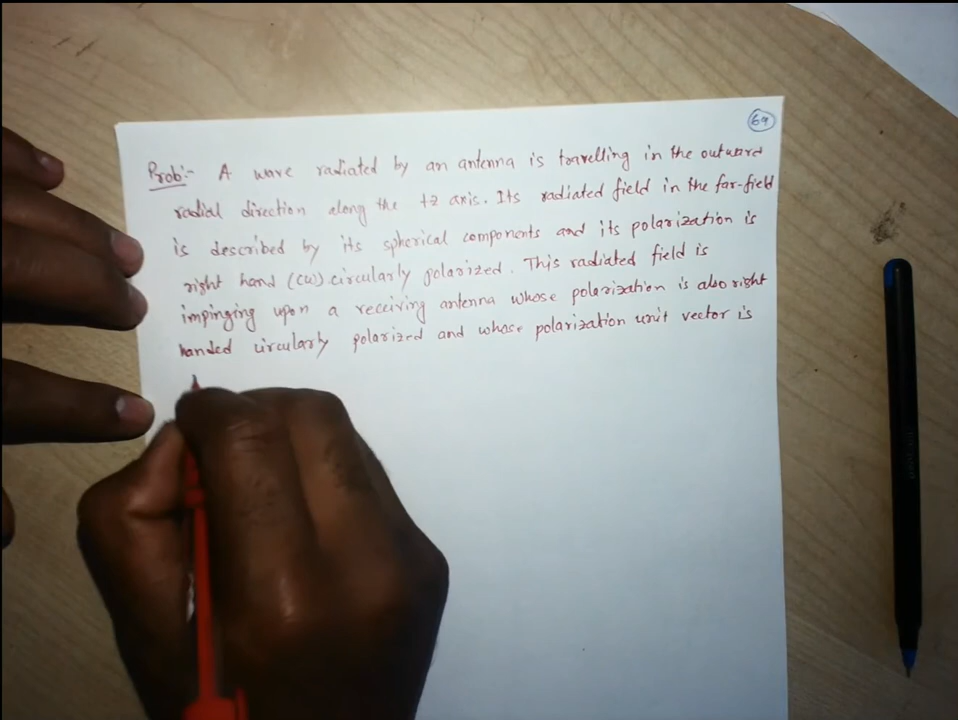 69
Prob:- A wave radiated by an antenna is travelling in the outward
radial direction along the +z axis. Its radiated field in the far-field
is described by its spherical components and its polarization is
right hand (CW) circularly polarized. This radiated field is
impinging upon a receiving antenna whose polarization is also right
handed circularly polarized and whose polarization unit vector is